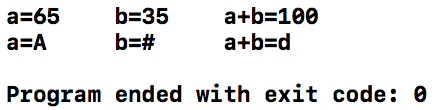 a=65    b=35    a+b=100
a=A     b=#     a+b=d
Program ended with exit code: 0